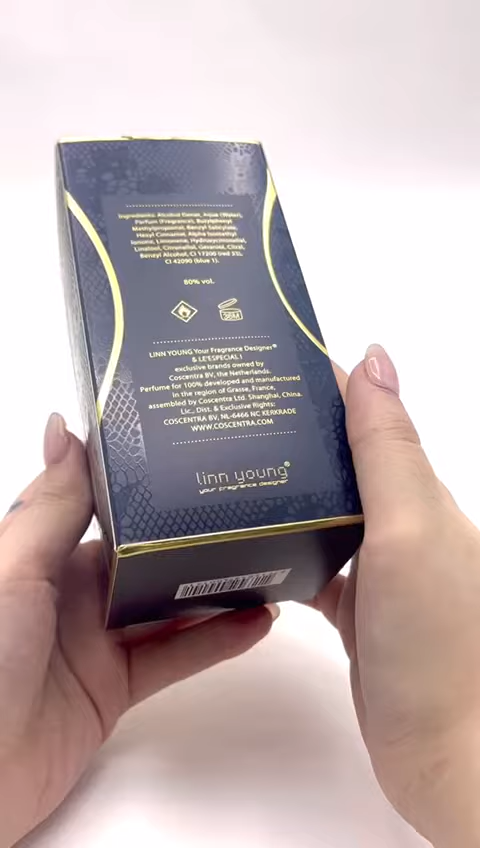 Ingredients: Alcohol Denat., Aqua (Water),
Parfum (Fragrance), Butylphenyl
Methylpropional, Benzyl Salicylate,
Hexyl Cinnamal, Alpha Isomethyl
Ionone, Limonene, Hydroxycitronellal,
Linalool, Citronellol, Geraniol, Citral,
Benzyl Alcohol, CI 17200 (red 33),
CI 42090 (blue 1).
80% vol.
LINN YOUNG Your Fragrance Designer®
& LE'ESPECIAL !
exclusive brands owned by
Coscentra BV, the Netherlands.
Perfume for 100% developed and manufactured
in the region of Grasse, France,
assembled by Coscentra Ltd, Shanghai, China.
Lic., Dist. & Exclusive Rights:
COSCENTRA BV, NL-6466 NC KERKRADE
WWW.COSCENTRA.COM
linn young®
your fragrance designer